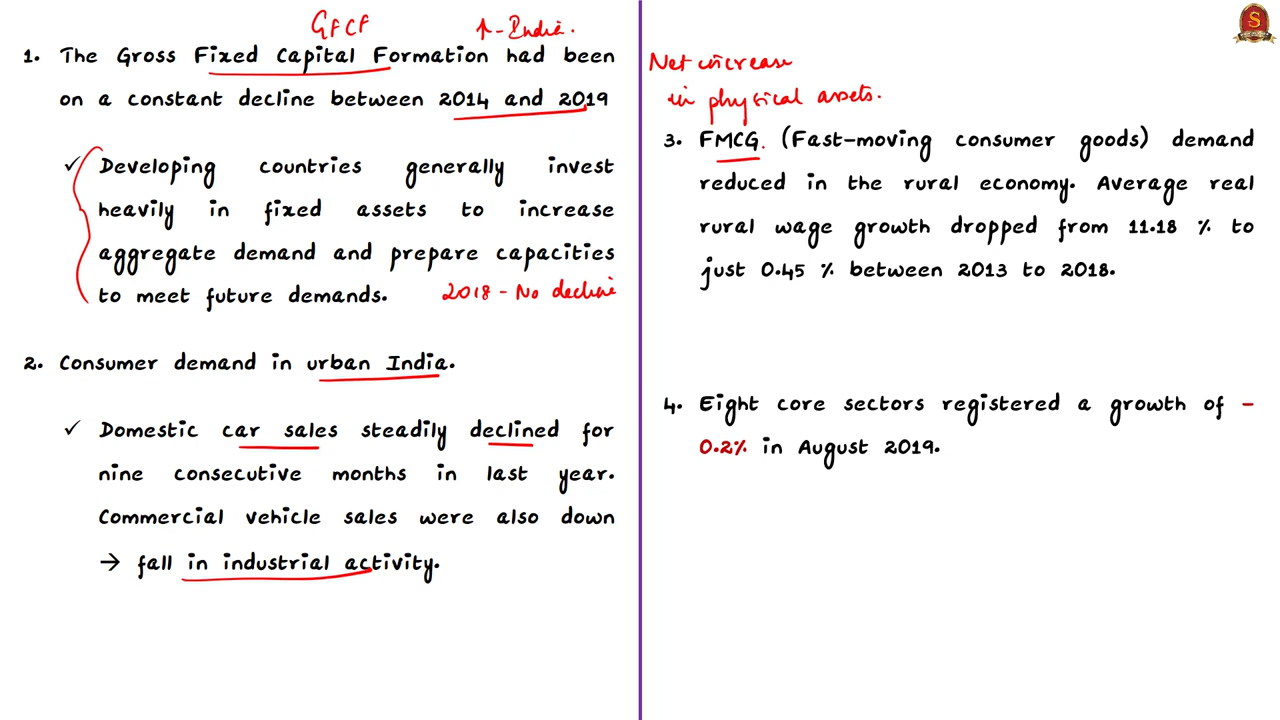 GFCF ↑ - India.
1. The Gross Fixed Capital Formation had been
on a constant decline between 2014 and 2019
✓ Developing countries generally invest
heavily in fixed assets to increase
aggregate demand and prepare capacities
to meet future demands. 2018 - No decline
2. Consumer demand in urban India.
✓ Domestic car sales steadily declined for
nine consecutive months in last year.
Commercial vehicle sales were also down
→ fall in industrial activity.
Net increase
in physical assets.
3. FMCG (Fast-moving consumer goods) demand
reduced in the rural economy. Average real
rural wage growth dropped from 11.18 % to
just 0.45 % between 2013 to 2018.
4. Eight core sectors registered a growth of -
0.2% in August 2019.
S